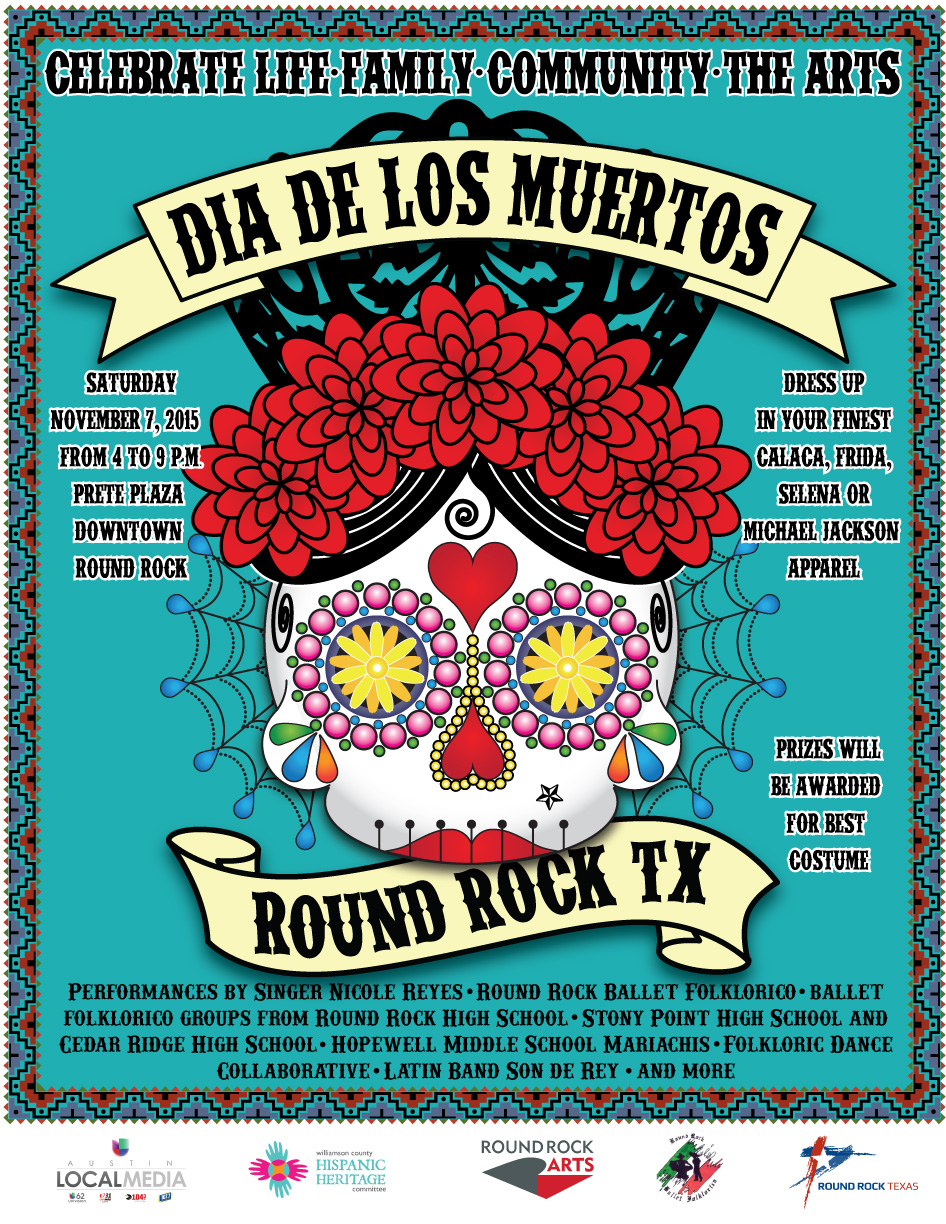 CELEBRATE LIFE·FAMILY·COMMUNITY·THE ARTS
DIA DE LOS MUERTOS
SATURDAY
NOVEMBER 7, 2015
FROM 4 TO 9 P.M.
PRETE PLAZA
DOWNTOWN
ROUND ROCK
DRESS UP
IN YOUR FINEST
CALACA, FRIDA,
SELENA OR
MICHAEL JACKSON
APPAREL
PRIZES WILL
BE AWARDED
FOR BEST
COSTUME
ROUND ROCK TX
PERFORMANCES BY SINGER NICOLE REYES • ROUND ROCK BALLET FOLKLORICO • BALLET
FOLKLORICO GROUPS FROM ROUND ROCK HIGH SCHOOL • STONY POINT HIGH SCHOOL AND
CEDAR RIDGE HIGH SCHOOL • HOPEWELL MIDDLE SCHOOL MARIACHIS • FOLKLORIC DANCE
COLLABORATIVE • LATIN BAND SON DE REY • AND MORE
AUSTIN
LOCALMEDIA
62
williamson county
HISPANIC
HERITAGE
committee
ROUND ROCK
ARTS
Round Rock
Ballet Folklorico
ROUND ROCK TEXAS